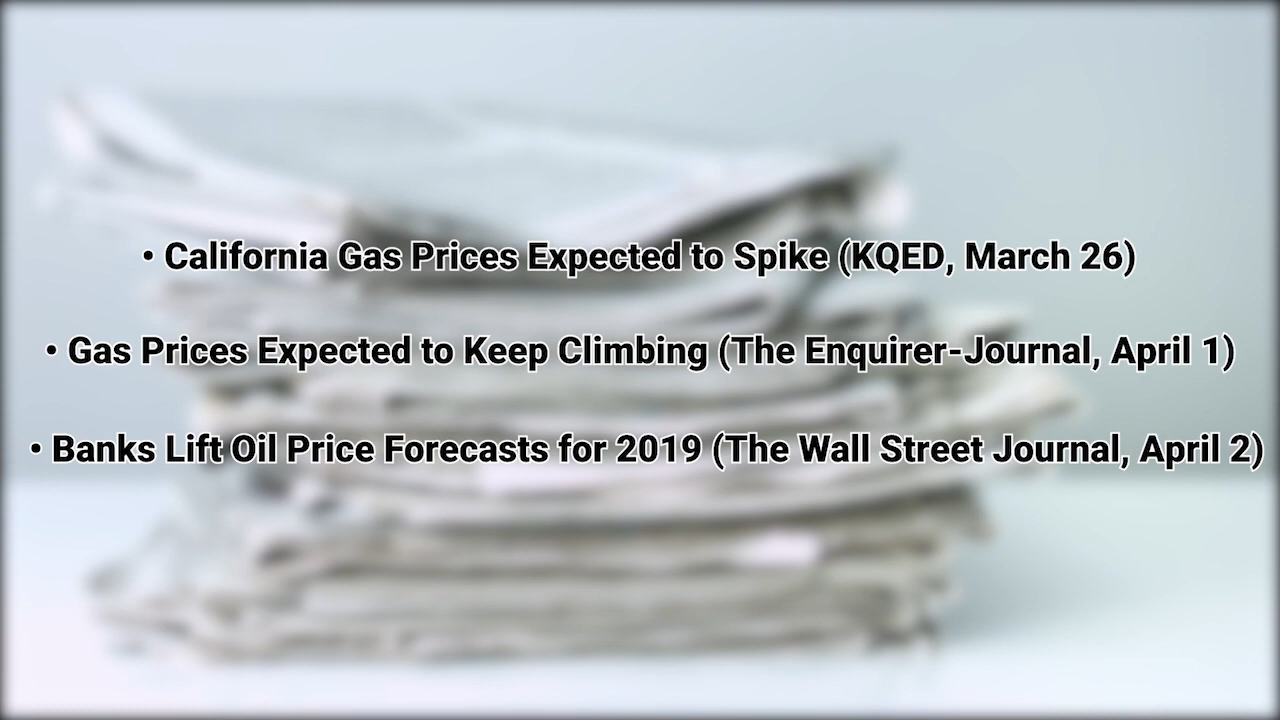 • California Gas Prices Expected to Spike (KQED, March 26)
• Gas Prices Expected to Keep Climbing (The Enquirer-Journal, April 1)
• Banks Lift Oil Price Forecasts for 2019 (The Wall Street Journal, April 2)